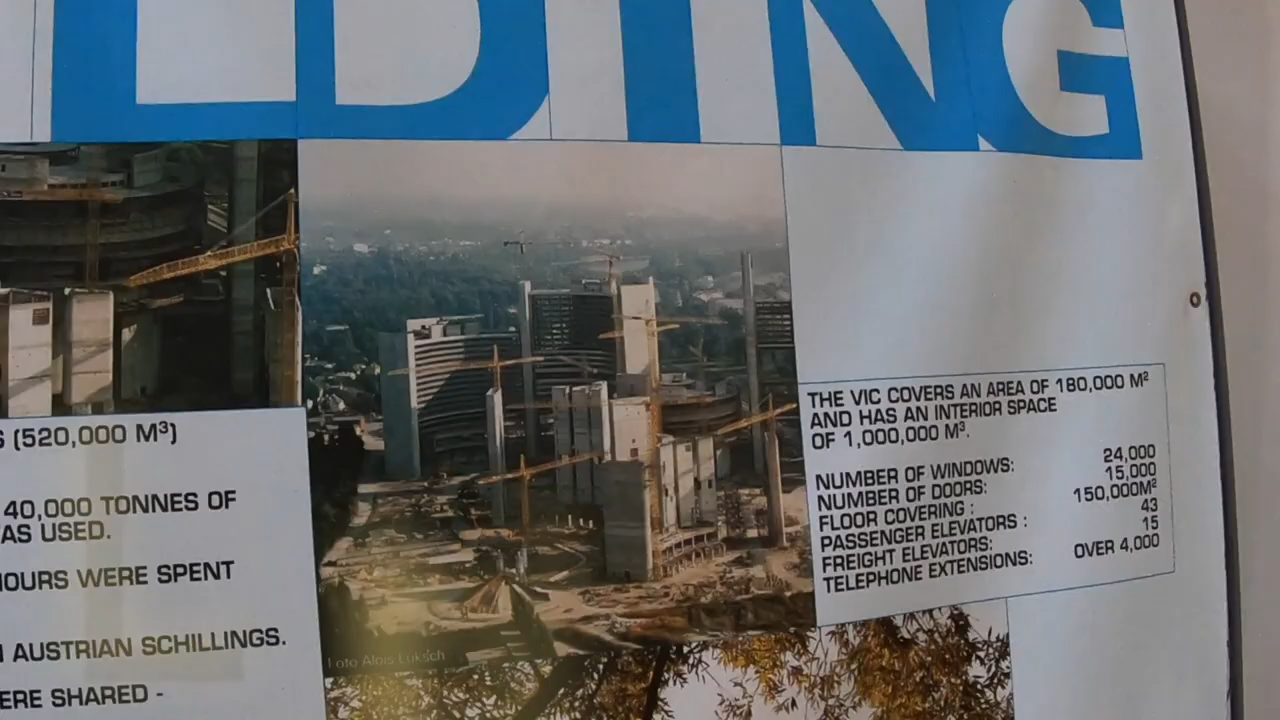 LDING
S (520,000 M³)
40,000 TONNES OF
AS USED.
HOURS WERE SPENT
AUSTRIAN SCHILLINGS.
ERE SHARED -
Foto Alois Luksch
THE VIC COVERS AN AREA OF 180,000 M²
AND HAS AN INTERIOR SPACE
OF 1,000,000 M³.
NUMBER OF WINDOWS: 24,000
NUMBER OF DOORS: 15,000
FLOOR COVERING : 150,000M²
PASSENGER ELEVATORS : 43
FREIGHT ELEVATORS: 15
TELEPHONE EXTENSIONS: OVER 4,000